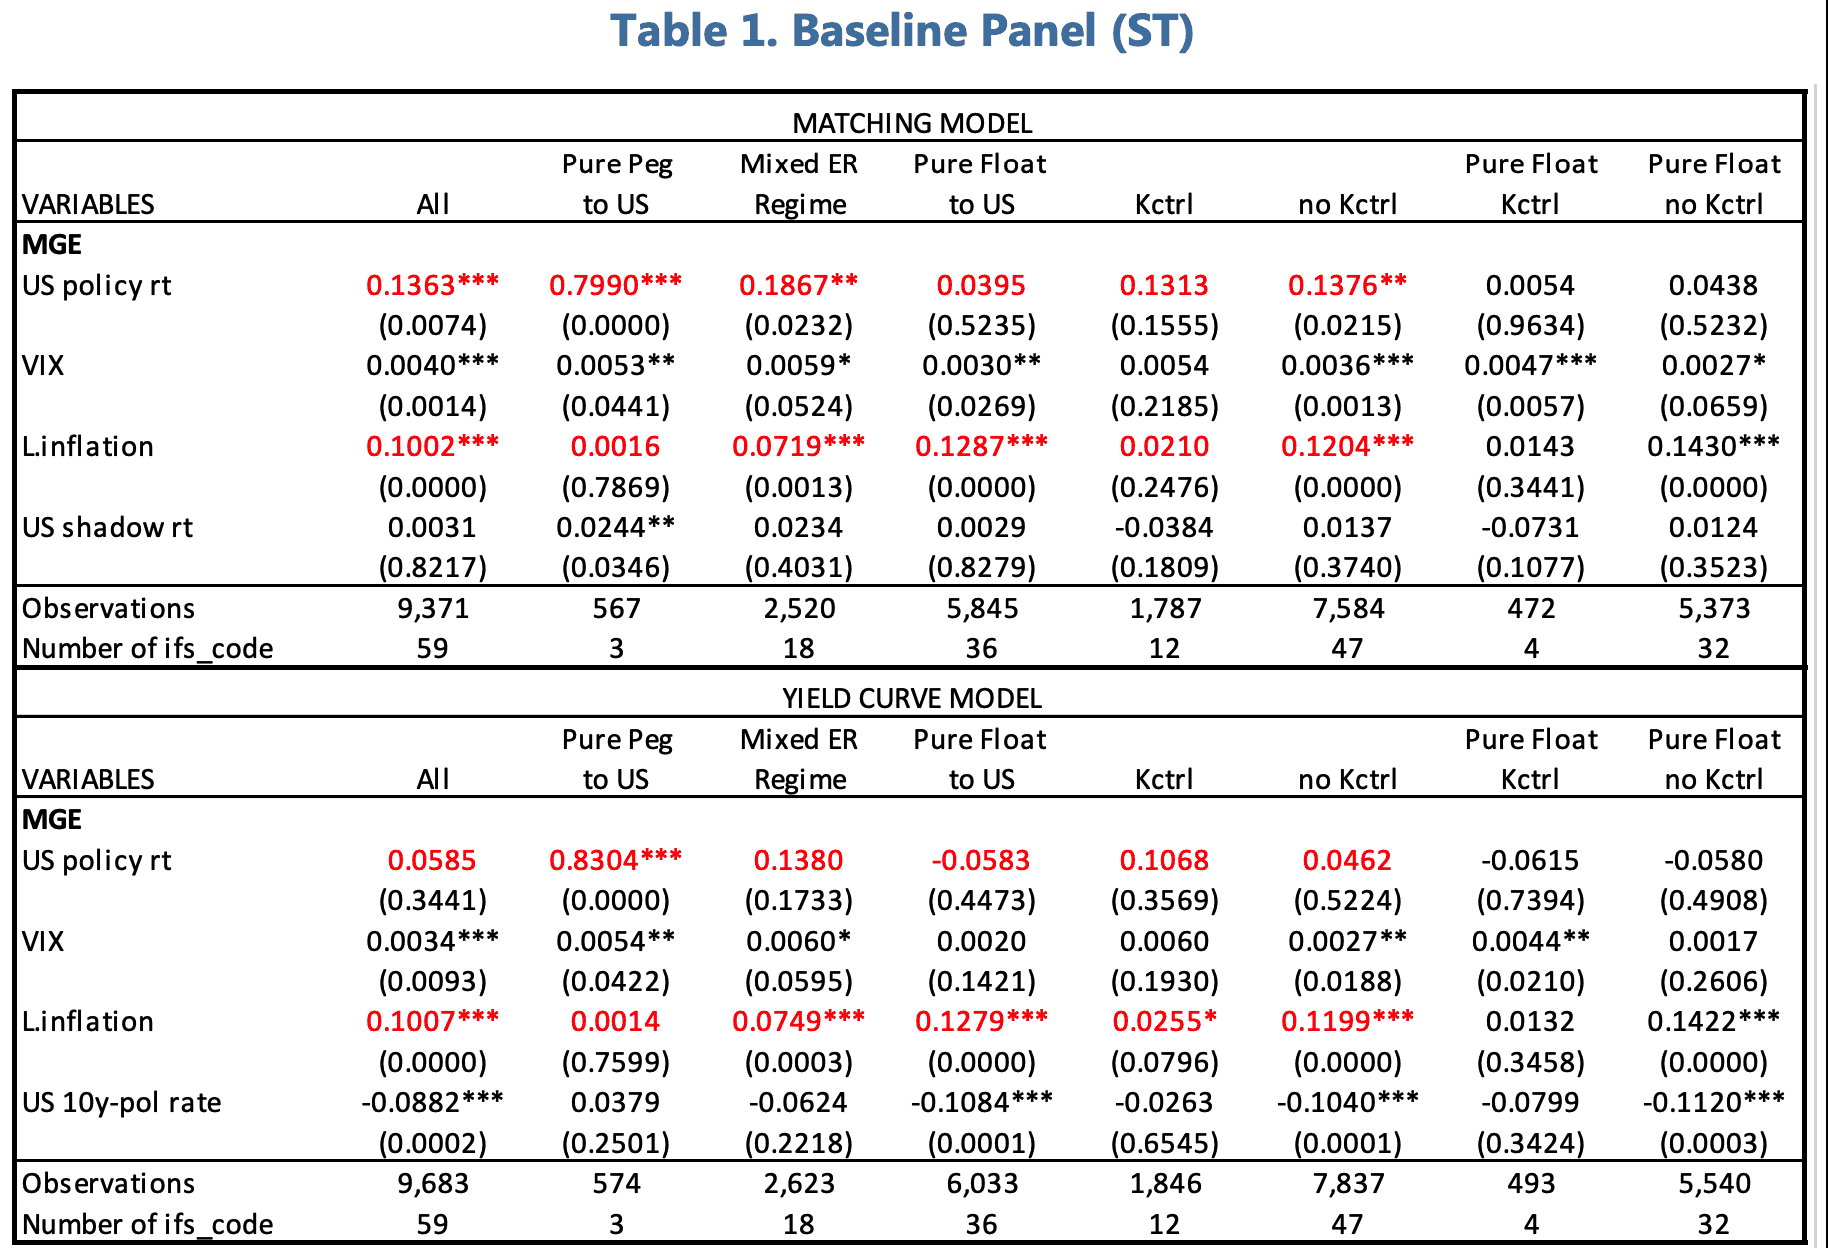 Table 1. Baseline Panel (ST)
MATCHING MODEL
Pure Peg Mixed ER Pure Float Pure Float Pure Float
VARIABLES All to US Regime to US Kctrl no Kctrl Kctrl no Kctrl
MGE
US policy rt 0.1363*** 0.7990*** 0.1867** 0.0395 0.1313 0.1376** 0.0054 0.0438
(0.0074) (0.0000) (0.0232) (0.5235) (0.1555) (0.0215) (0.9634) (0.5232)
VIX 0.0040*** 0.0053** 0.0059* 0.0030** 0.0054 0.0036*** 0.0047*** 0.0027*
(0.0014) (0.0441) (0.0524) (0.0269) (0.2185) (0.0013) (0.0057) (0.0659)
L.inflation 0.1002*** 0.0016 0.0719*** 0.1287*** 0.0210 0.1204*** 0.0143 0.1430***
(0.0000) (0.7869) (0.0013) (0.0000) (0.2476) (0.0000) (0.3441) (0.0000)
US shadow rt 0.0031 0.0244** 0.0234 0.0029 -0.0384 0.0137 -0.0731 0.0124
(0.8217) (0.0346) (0.4031) (0.8279) (0.1809) (0.3740) (0.1077) (0.3523)
Observations 9,371 567 2,520 5,845 1,787 7,584 472 5,373
Number of ifs_code 59 3 18 36 12 47 4 32
YIELD CURVE MODEL
Pure Peg Mixed ER Pure Float Pure Float Pure Float
VARIABLES All to US Regime to US Kctrl no Kctrl Kctrl no Kctrl
MGE
US policy rt 0.0585 0.8304*** 0.1380 -0.0583 0.1068 0.0462 -0.0615 -0.0580
(0.3441) (0.0000) (0.1733) (0.4473) (0.3569) (0.5224) (0.7394) (0.4908)
VIX 0.0034*** 0.0054** 0.0060* 0.0020 0.0060 0.0027** 0.0044** 0.0017
(0.0093) (0.0422) (0.0595) (0.1421) (0.1930) (0.0188) (0.0210) (0.2606)
L.inflation 0.1007*** 0.0014 0.0749*** 0.1279*** 0.0255* 0.1199*** 0.0132 0.1422***
(0.0000) (0.7599) (0.0003) (0.0000) (0.0796) (0.0000) (0.3458) (0.0000)
US 10y-pol rate -0.0882*** 0.0379 -0.0624 -0.1084*** -0.0263 -0.1040*** -0.0799 -0.1120***
(0.0002) (0.2501) (0.2218) (0.0001) (0.6545) (0.0001) (0.3424) (0.0003)
Observations 9,683 574 2,623 6,033 1,846 7,837 493 5,540
Number of ifs_code 59 3 18 36 12 47 4 32